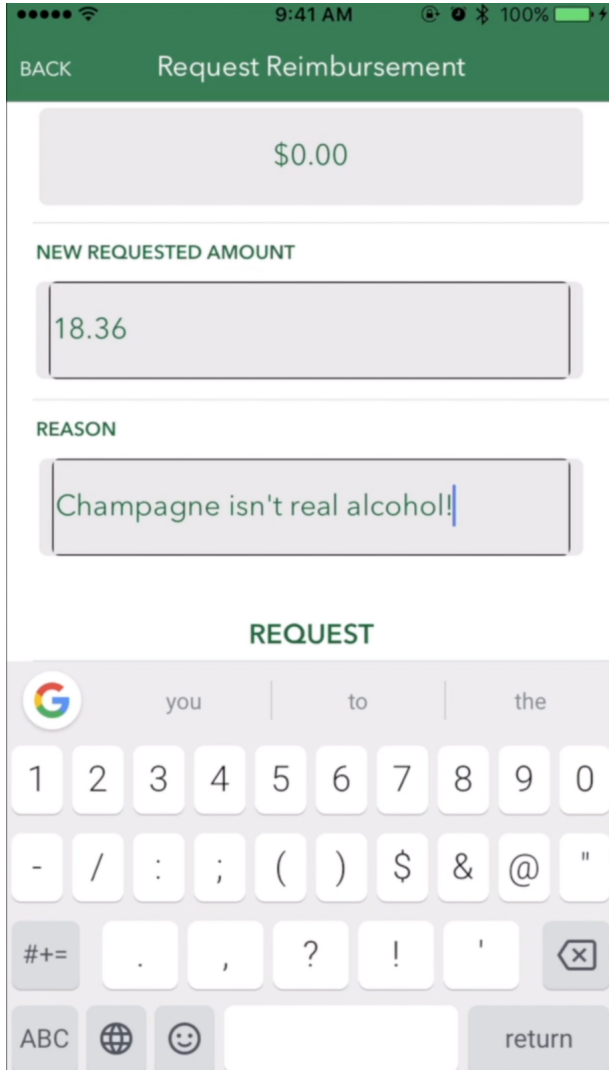 9:41 AM 100%
BACK Request Reimbursement
$0.00
NEW REQUESTED AMOUNT
18.36
REASON
Champagne isn't real alcohol!
REQUEST
G you to the
1 2 3 4 5 6 7 8 9 0
- / : ; ( ) $ & @ "
#+= . , ? ! '
ABC return